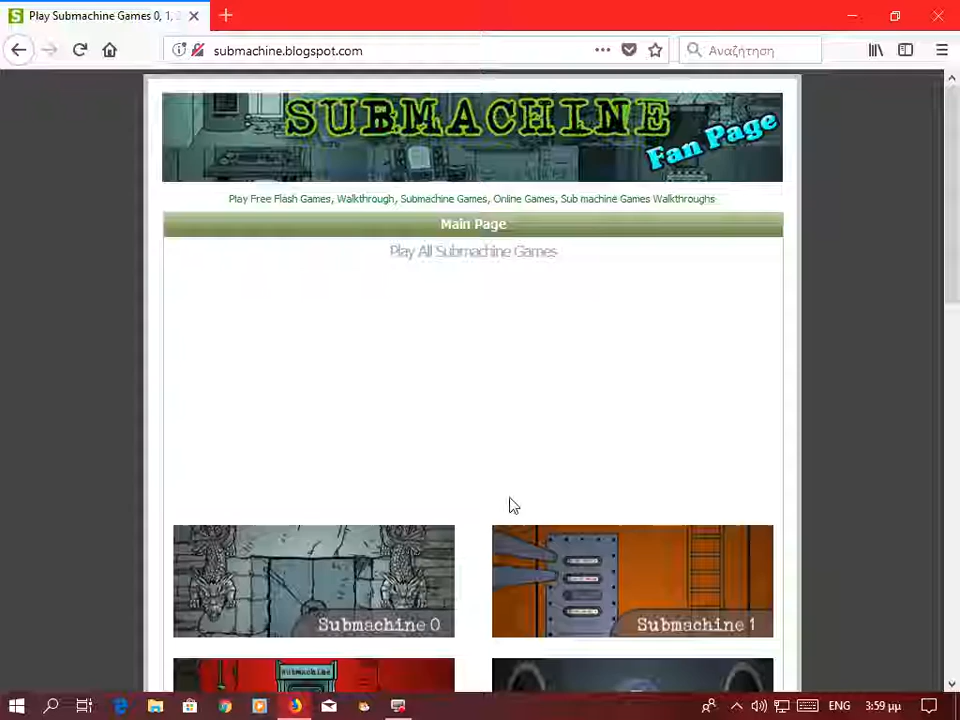 Play Submachine Games 0, 1,
submachine.blogspot.com
Αναζήτηση
SUBMACHINE
Fan Page
Play Free Flash Games, Walkthrough, Submachine Games, Online Games, Sub machine Games Walkthroughs
Main Page
Play All Submachine Games
Submachine 0
Submachine 1
Submachine
ΕΝG
3:59 μμ